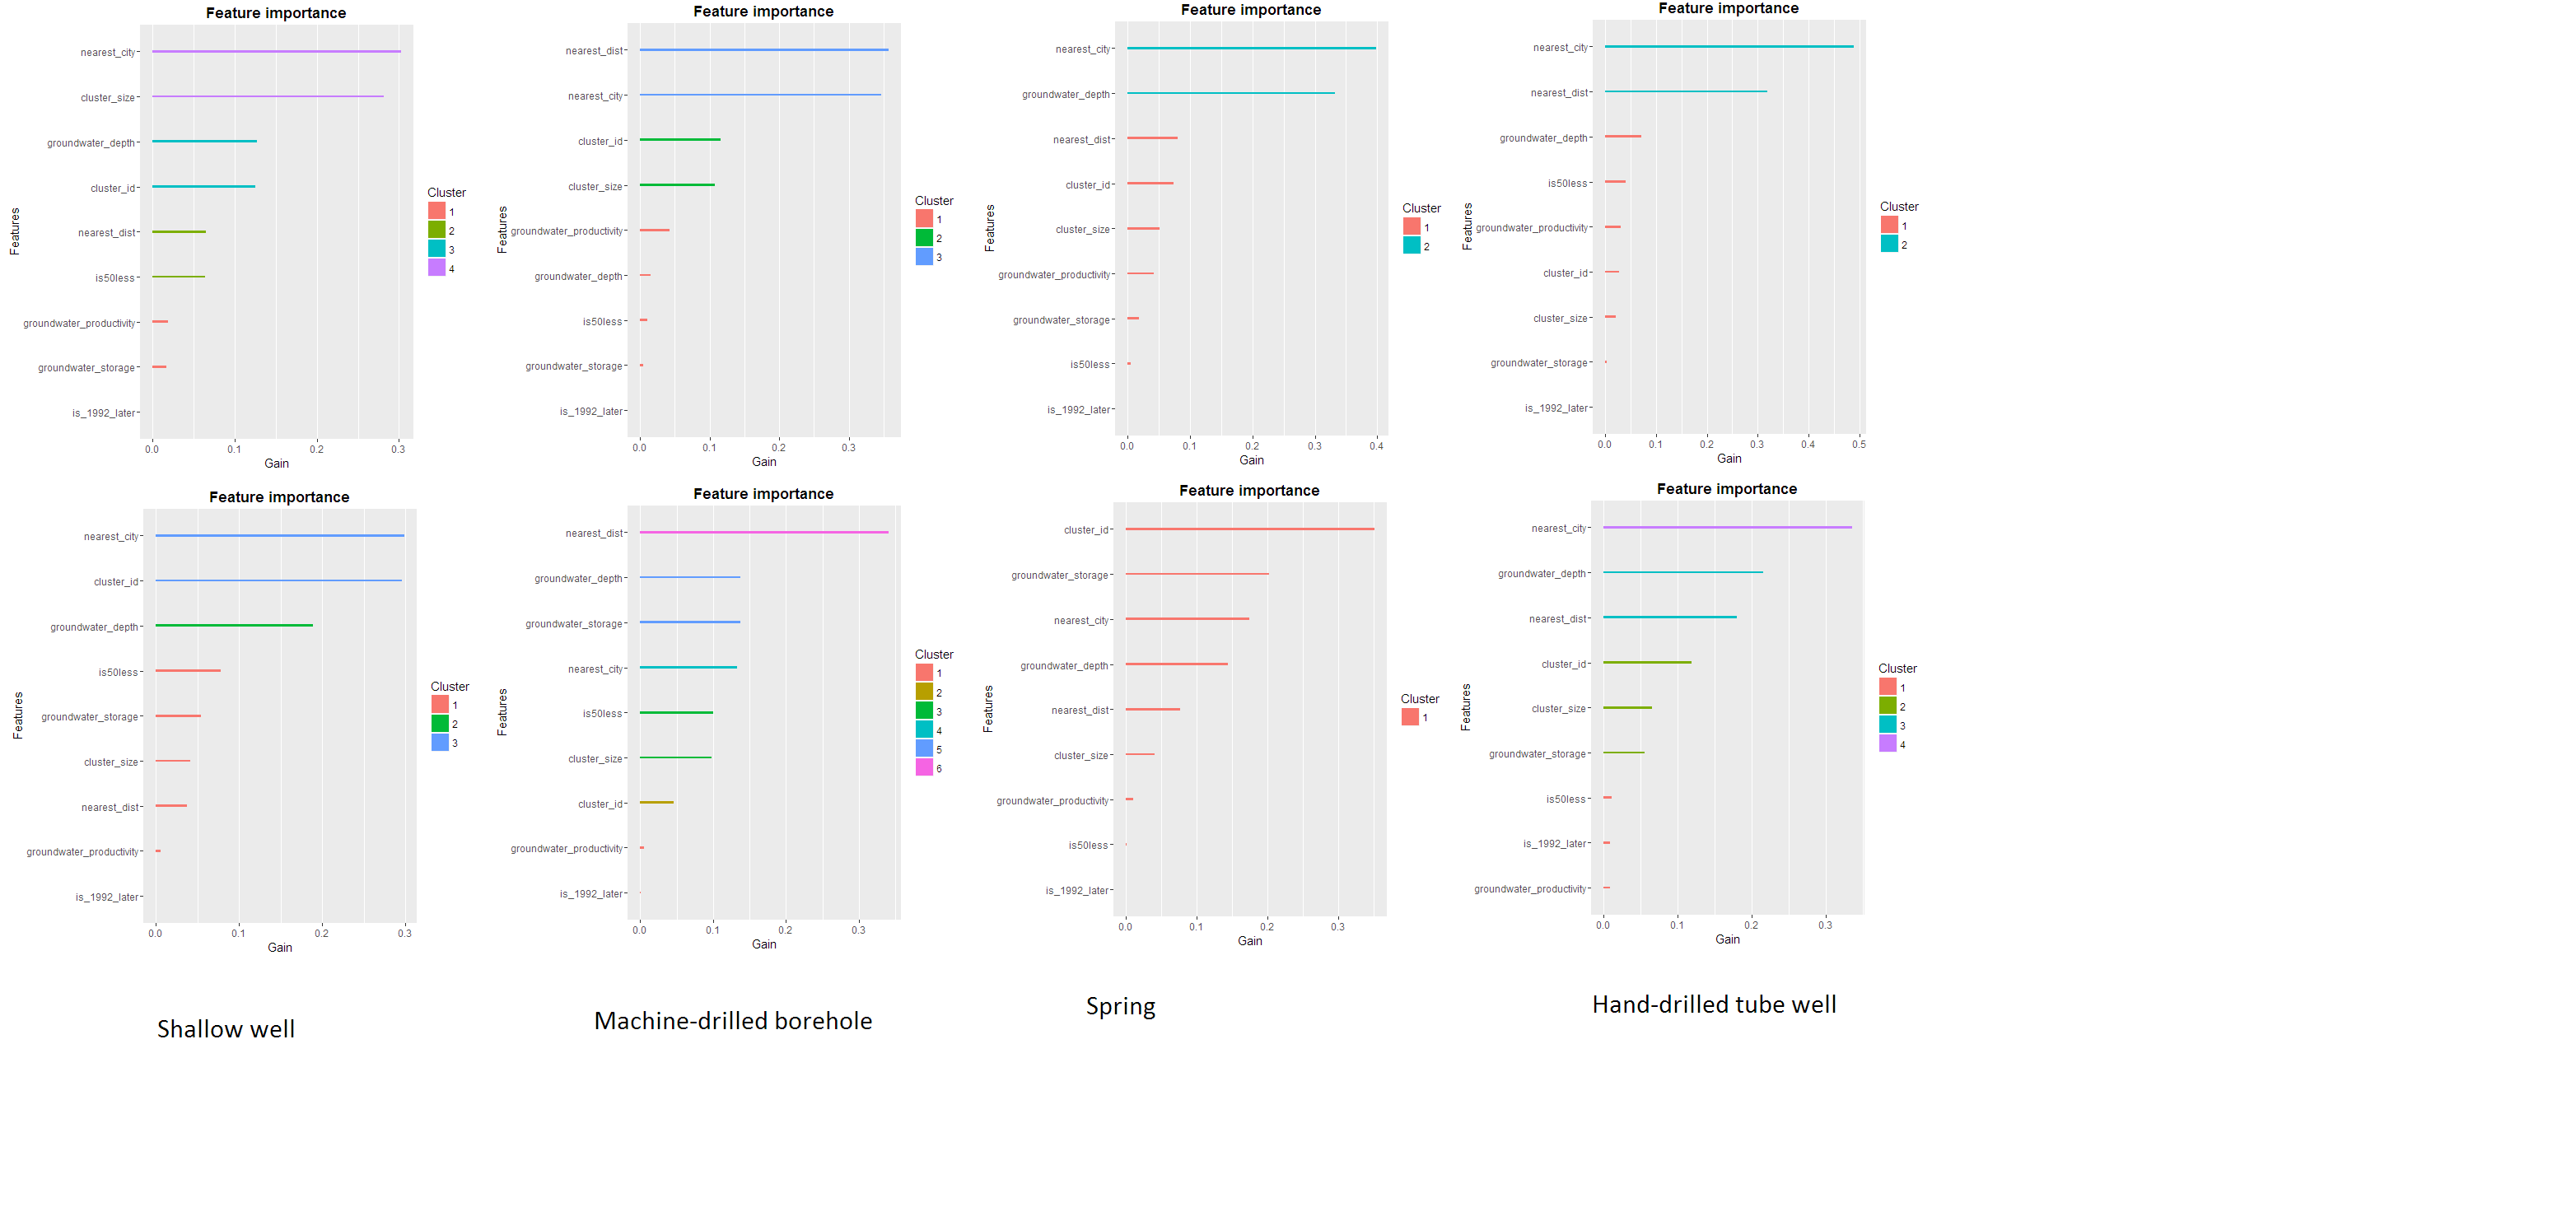 Feature importance
nearest_city
cluster_size
groundwater_depth
cluster_id
nearest_dist
is50less
groundwater_productivity
groundwater_storage
is_1992_later
Features
0.0 0.1 0.2 0.3
Gain
Cluster
1
2
3
4
Feature importance
nearest_dist
nearest_city
cluster_id
cluster_size
groundwater_productivity
groundwater_depth
is50less
groundwater_storage
is_1992_later
Features
0.0 0.1 0.2 0.3
Gain
Cluster
1
2
3
Feature importance
nearest_city
groundwater_depth
nearest_dist
cluster_id
cluster_size
groundwater_productivity
groundwater_storage
is50less
is_1992_later
Features
0.0 0.1 0.2 0.3 0.4
Gain
Cluster
1
2
Feature importance
nearest_city
nearest_dist
groundwater_depth
is50less
groundwater_productivity
cluster_id
cluster_size
groundwater_storage
is_1992_later
Features
0.0 0.1 0.2 0.3 0.4 0.5
Gain
Cluster
1
2
Feature importance
nearest_city
cluster_id
groundwater_depth
is50less
groundwater_storage
cluster_size
nearest_dist
groundwater_productivity
is_1992_later
Features
0.0 0.1 0.2 0.3
Gain
Cluster
1
2
3
Feature importance
nearest_dist
groundwater_depth
groundwater_storage
nearest_city
is50less
cluster_size
cluster_id
groundwater_productivity
is_1992_later
Features
0.0 0.1 0.2 0.3
Gain
Cluster
1
2
3
4
5
6
Feature importance
cluster_id
groundwater_storage
nearest_city
groundwater_depth
nearest_dist
cluster_size
groundwater_productivity
is50less
is_1992_later
Features
0.0 0.1 0.2 0.3
Gain
Cluster
1
Feature importance
nearest_city
groundwater_depth
nearest_dist
cluster_id
cluster_size
groundwater_storage
is50less
is_1992_later
groundwater_productivity
Features
0.0 0.1 0.2 0.3
Gain
Cluster
1
2
3
4
Shallow well
Machine-drilled borehole
Spring
Hand-drilled tube well